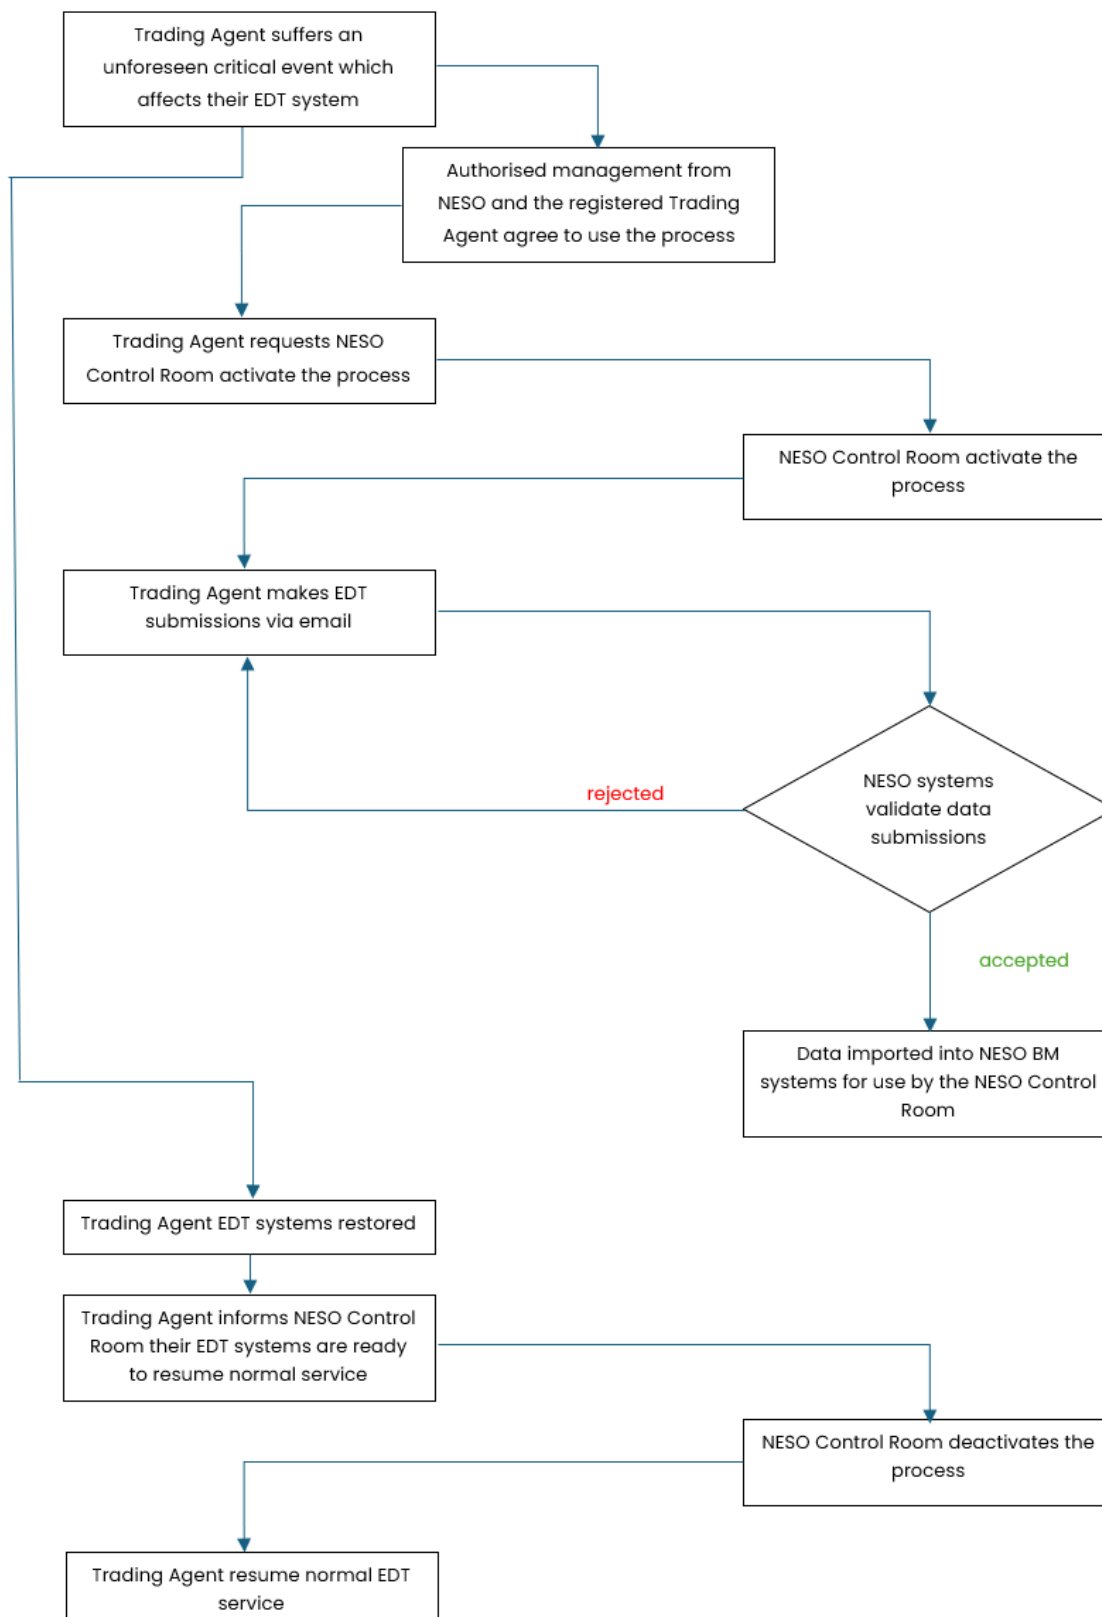 Trading Agent suffers an
unforeseen critical event which
affects their EDT system
Authorised management from
NESO and the registered Trading
Agent agree to use the process
Trading Agent requests NESO
Control Room activate the process
NESO Control Room activate the
process
Trading Agent makes EDT
submissions via email
NESO systems
validate data
submissions
rejected
accepted
Data imported into NESO BM
systems for use by the NESO Control
Room
Trading Agent EDT systems restored
Trading Agent informs NESO Control
Room their EDT systems are ready
to resume normal service
NESO Control Room deactivates the
process
Trading Agent resume normal EDT
service